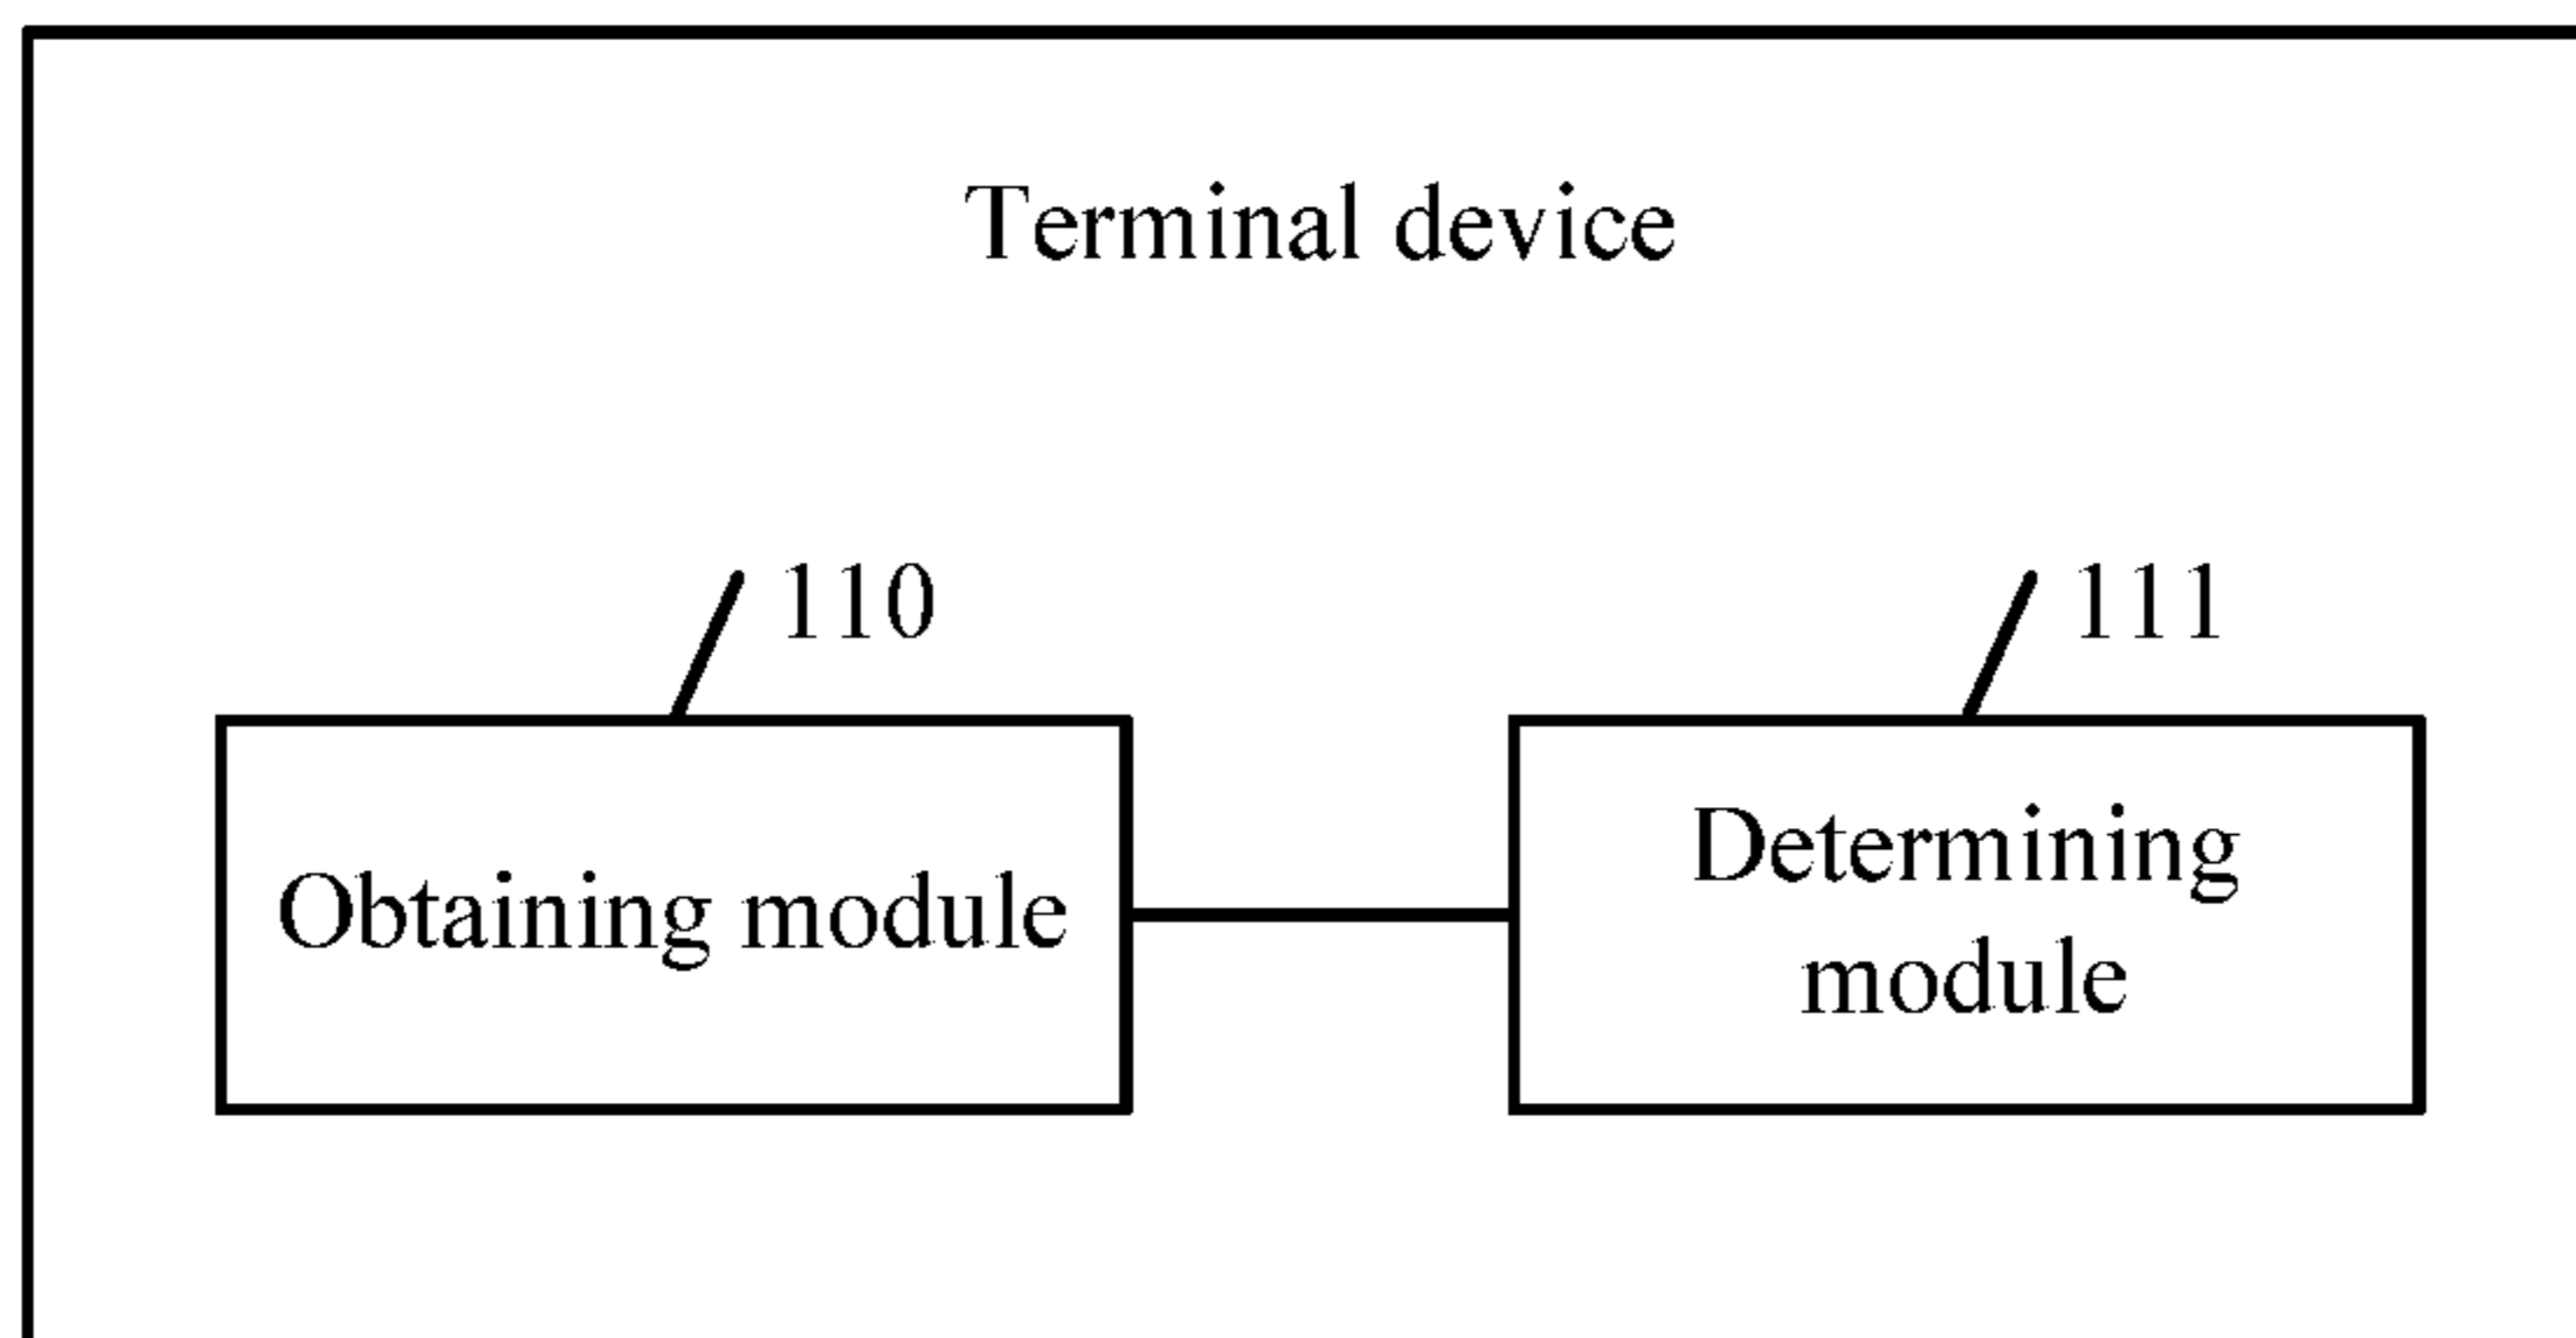 Terminal device
110
111
Obtaining module
Determining
module